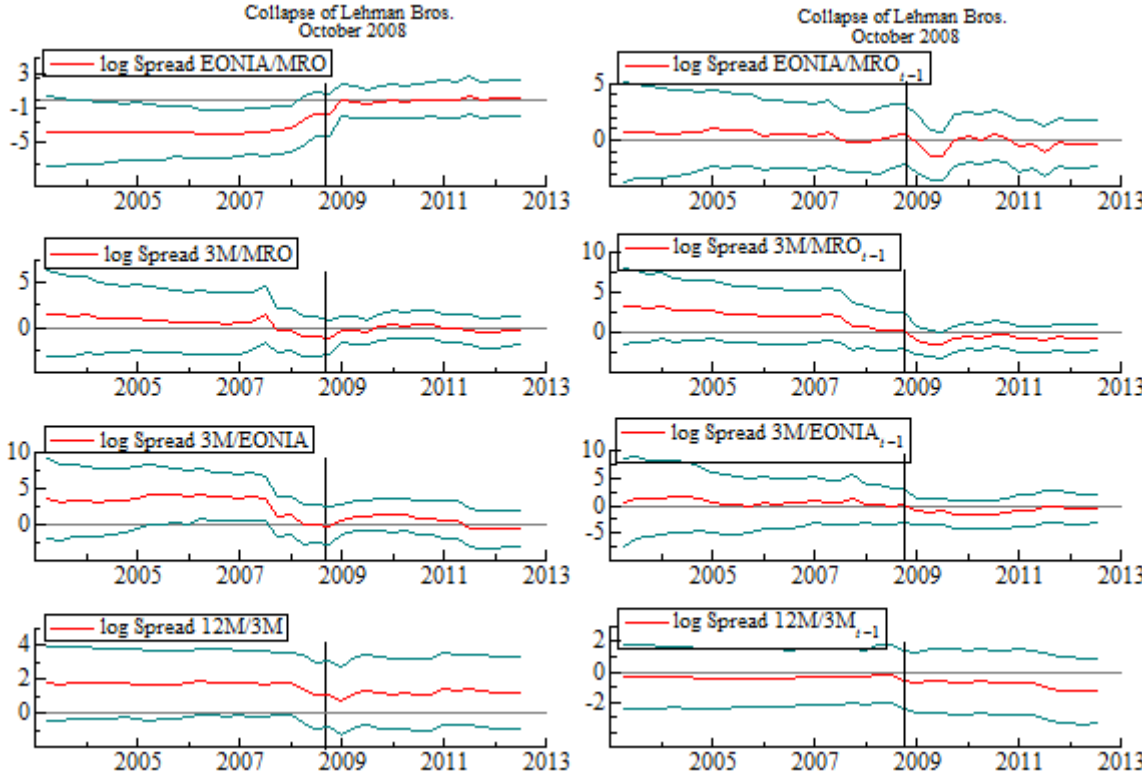 Collapse of Lehman Bros.
October 2008
log Spread EONIA/MRO
3
-1
-5
2005 2007 2009 2011 2013
Collapse of Lehman Bros.
October 2008
log Spread EONIA/MRO t−1
5
0
2005 2007 2009 2011 2013
log Spread 3M/MRO
5
0
2005 2007 2009 2011 2013
log Spread 3M/MRO t−1
10
5
0
2005 2007 2009 2011 2013
log Spread 3M/EONIA
10
5
0
2005 2007 2009 2011 2013
log Spread 3M/EONIA t−1
10
5
0
-5
2005 2007 2009 2011 2013
log Spread 12M/3M
4
2
0
2005 2007 2009 2011 2013
log Spread 12M/3M t−1
2
0
-2
2005 2007 2009 2011 2013